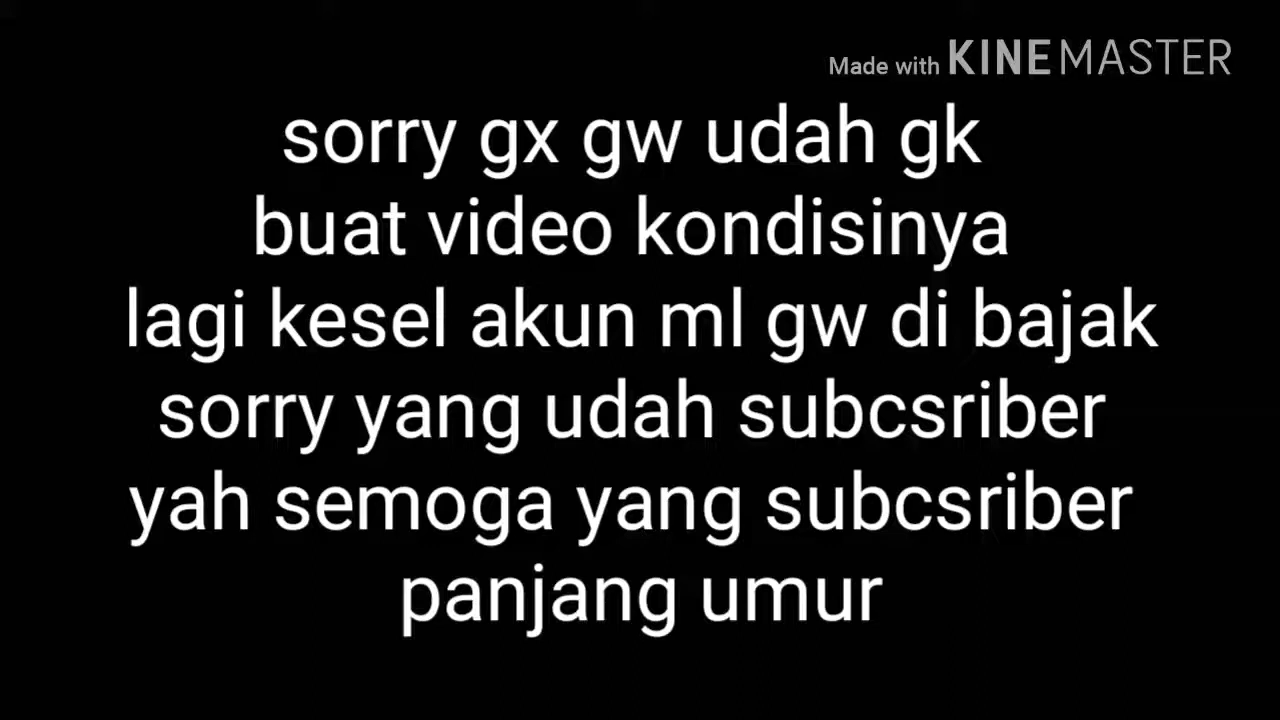 Made with KINEMASTER
sorry gx gw udah gk
buat video kondisinya
lagi kesel akun ml gw di bajak
sorry yang udah subcsriber
yah semoga yang subcsriber
panjang umur